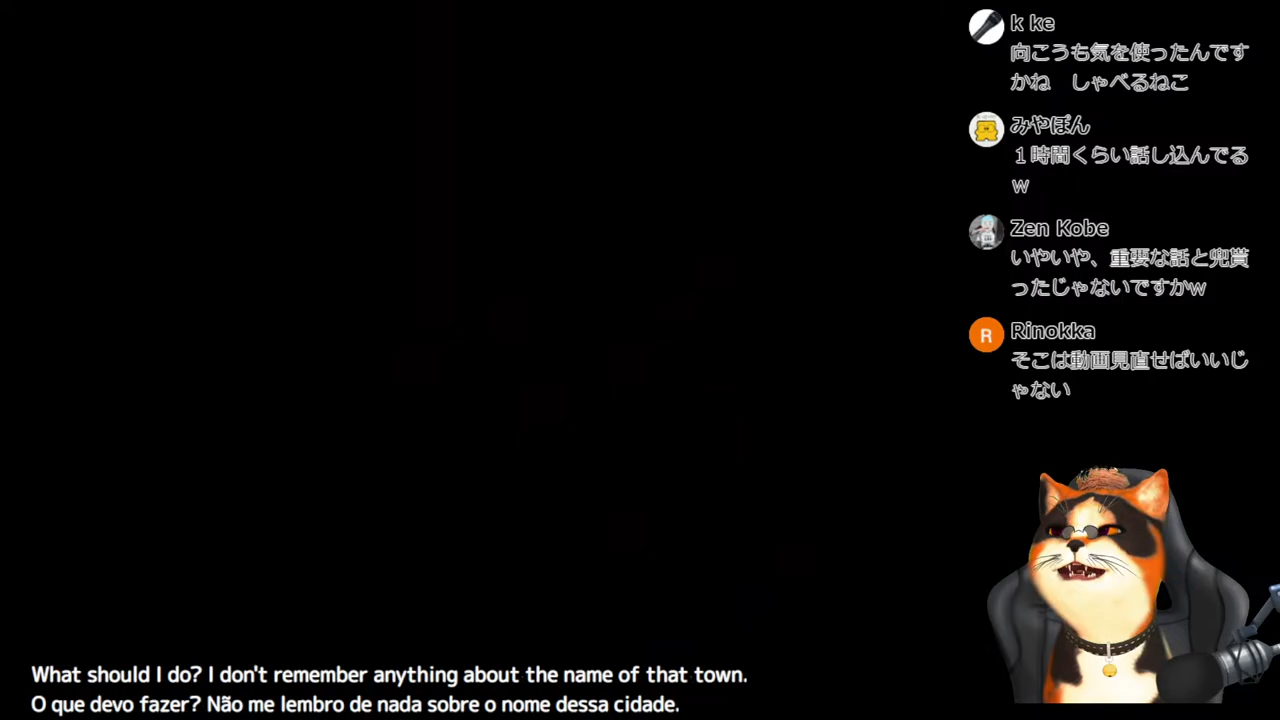 k ke
向こうも気を使ったんです
かね　しゃべるねこ
みやぽん
１時間くらい話し込んでる
w
Zen Kobe
いやいや、重要な話と兜貰
ったじゃないですかw
R
Rinokka
そこは動画見直せばいいじ
ゃない
What should I do? I don't remember anything about the name of that town.
O que devo fazer? Não me lembro de nada sobre o nome dessa cidade.